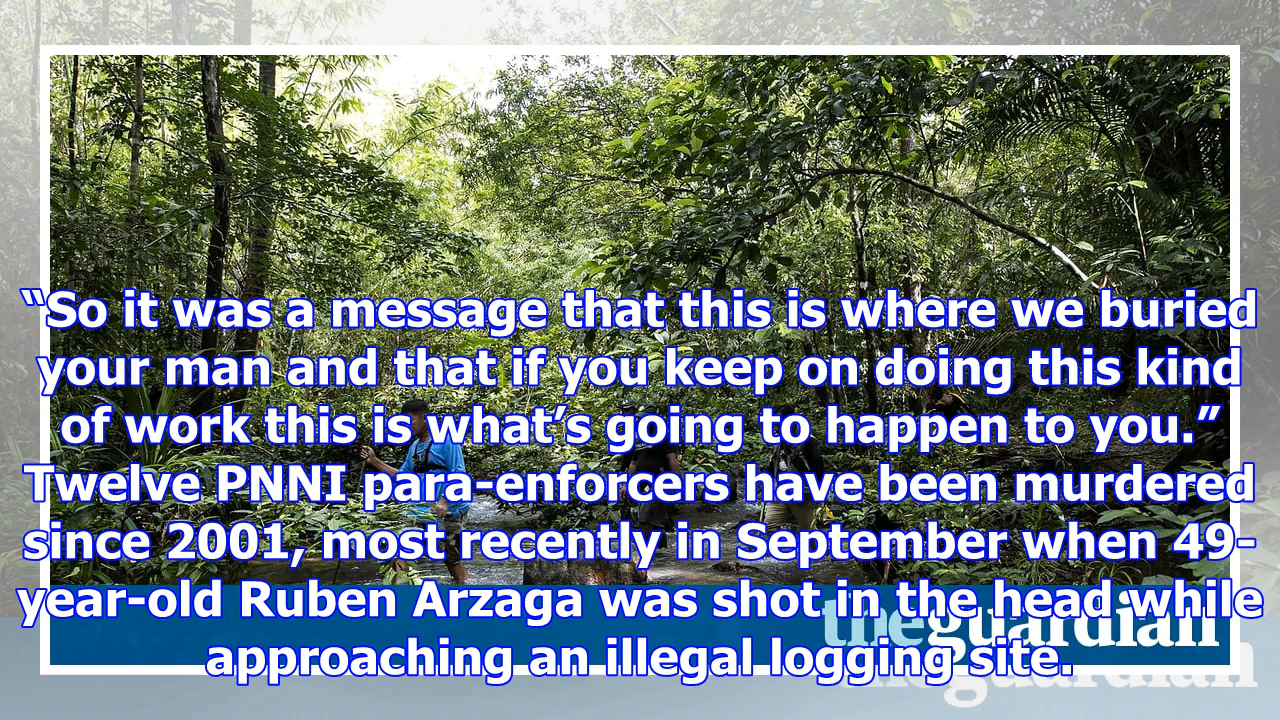 “So it was a message that this is where we buried
your man and that if you keep on doing this kind
of work this is what’s going to happen to you.”
Twelve PNNI para-enforcers have been murdered
since 2001, most recently in September when 49-
year-old Ruben Arzaga was shot in the head while
approaching an illegal logging site.
theguardian
theguardian